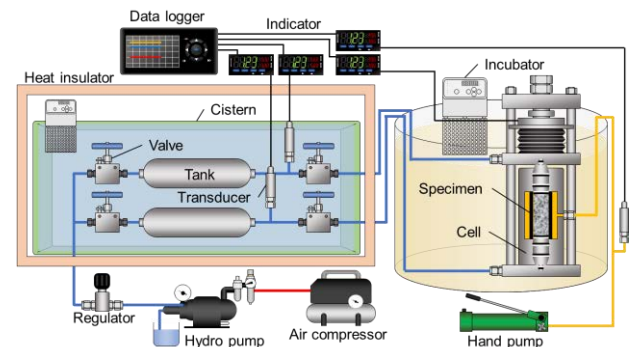 Data logger
Indicator
Heat insulator
Incubator
Cistern
Valve
Tank
Transducer
Specimen
Cell
Regulator
Hydro pump
Air compressor
Hand pump